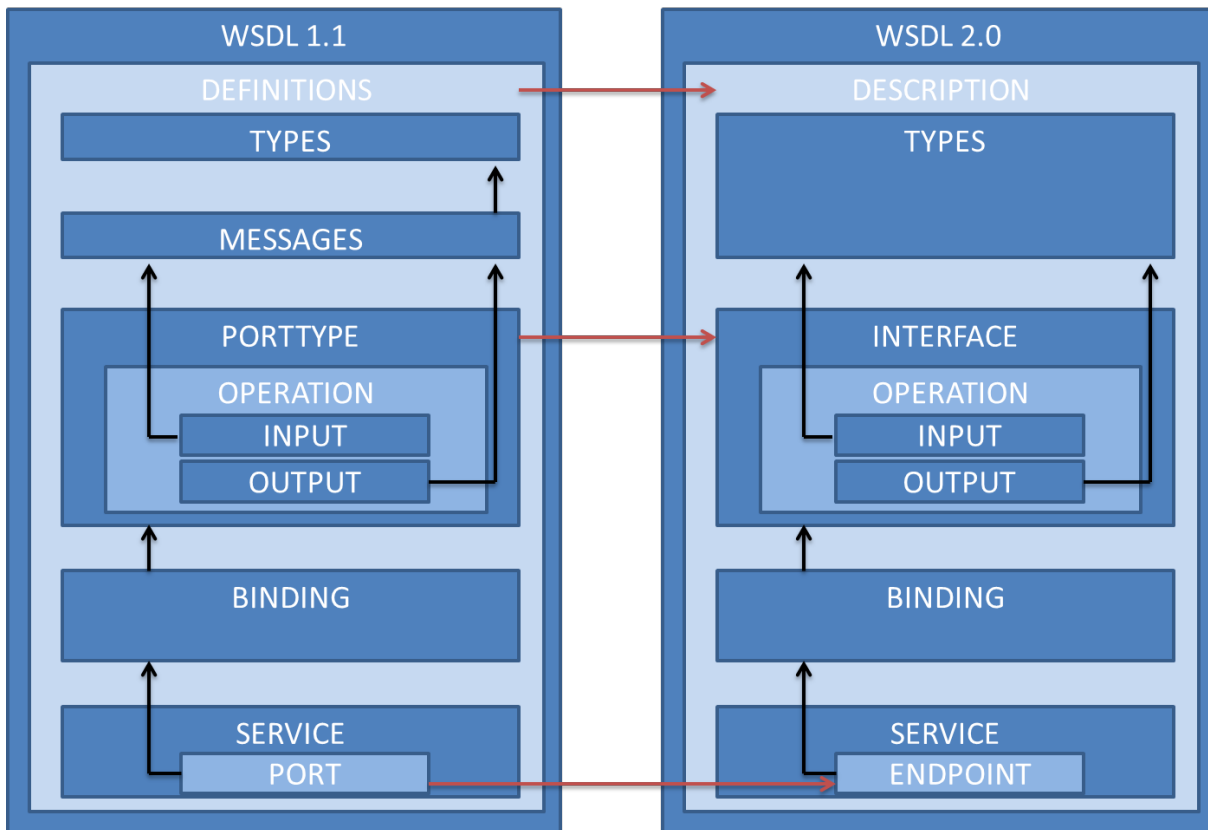 WSDL 1.1
DEFINITIONS
TYPES
MESSAGES
PORTTYPE
OPERATION
INPUT
OUTPUT
BINDING
SERVICE
PORT
WSDL 2.0
DESCRIPTION
TYPES
INTERFACE
OPERATION
INPUT
OUTPUT
BINDING
SERVICE
ENDPOINT